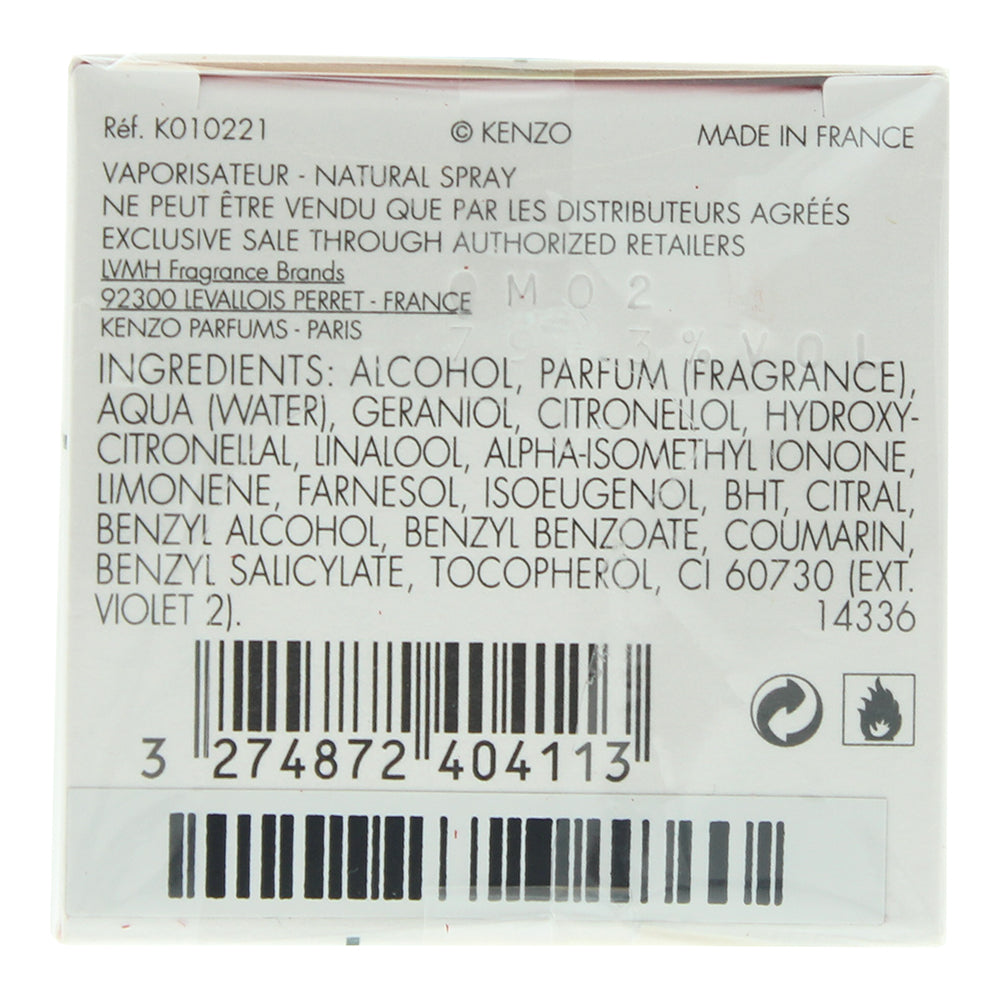 Réf. K010221 © KENZO MADE IN FRANCE
VAPORISATEUR - NATURAL SPRAY
NE PEUT ÊTRE VENDU QUE PAR LES DISTRIBUTEURS AGRÉÉS
EXCLUSIVE SALE THROUGH AUTHORIZED RETAILERS
LVMH Fragrance Brands
92300 LEVALLOIS PERRET - FRANCE
KENZO PARFUMS - PARIS
INGREDIENTS: ALCOHOL, PARFUM (FRAGRANCE),
AQUA (WATER), GERANIOL, CITRONELLOL, HYDROXY-
CITRONELLAL, LINALOOL, ALPHA-ISOMETHYL IONONE,
LIMONENE, FARNESOL, ISOEUGENOL, BHT, CITRAL,
BENZYL ALCOHOL, BENZYL BENZOATE, COUMARIN,
BENZYL SALICYLATE, TOCOPHEROL, CI 60730 (EXT.
VIOLET 2). 14336
3 274872 404113